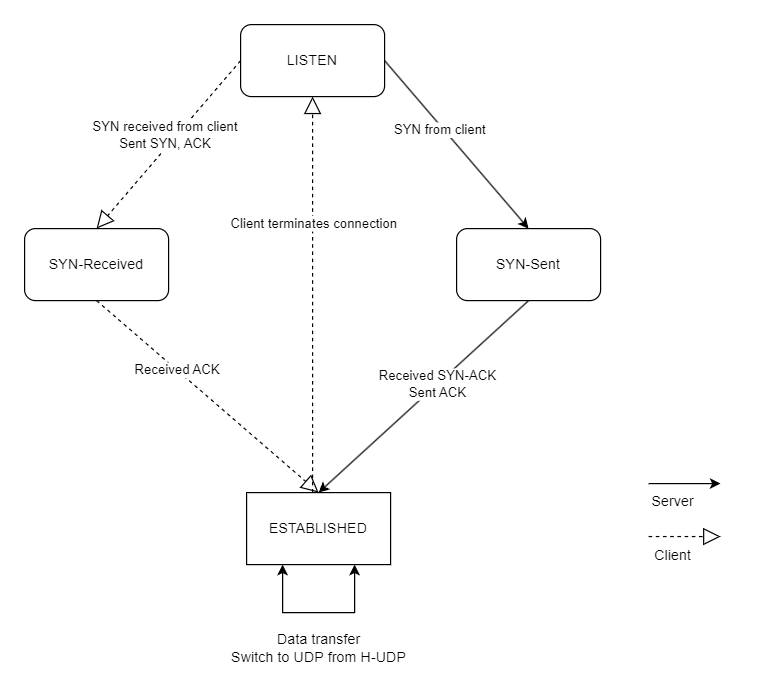 LISTEN
SYN received from client
Sent SYN, ACK
SYN from client
Client terminates connection
SYN-Received
SYN-Sent
Received ACK
Received SYN-ACK
Sent ACK
ESTABLISHED
Server
Client
Data transfer
Switch to UDP from H-UDP